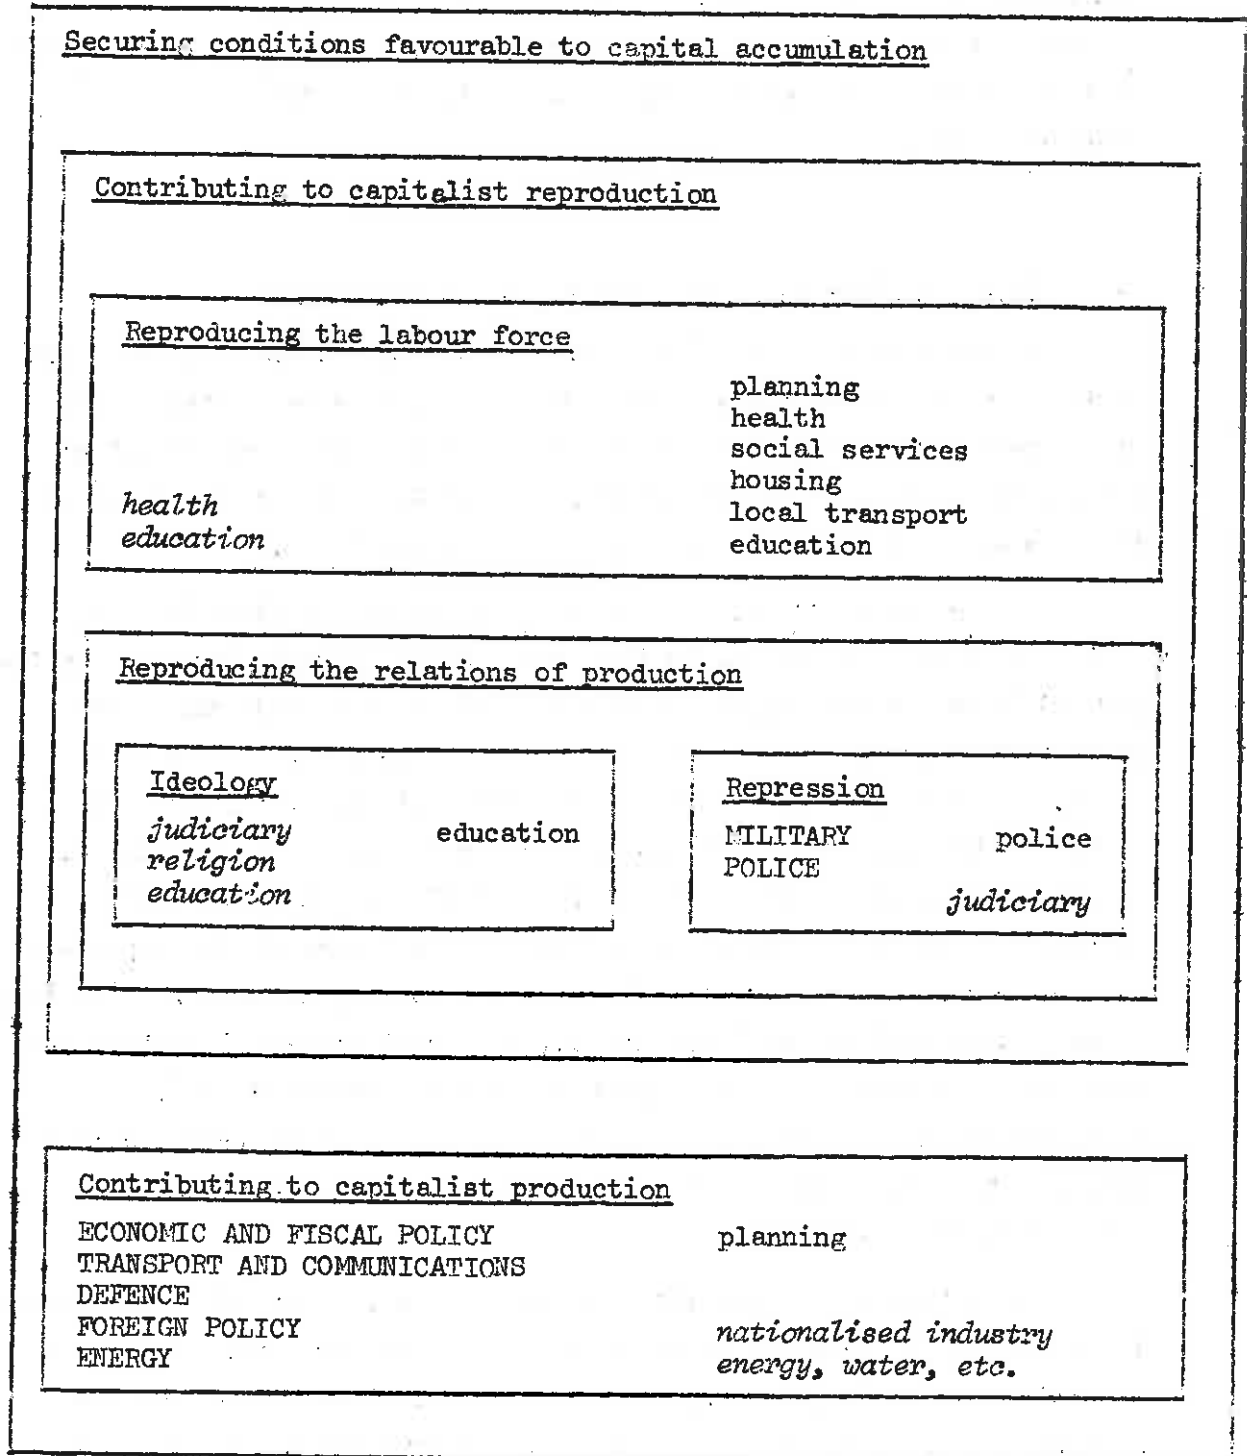 Securing conditions favourable to capital accumulation
Contributing to capitalist reproduction
Reproducing the labour force
planning
health
social services
housing
health local transport
education education
Reproducing the relations of production
Ideology
judiciary education
religion
education
Repression
MILITARY police
POLICE
judiciary
Contributing to capitalist production
ECONOMIC AND FISCAL POLICY planning
TRANSPORT AND COMMUNICATIONS
DEFENCE
FOREIGN POLICY nationalised industry
ENERGY energy, water, etc.